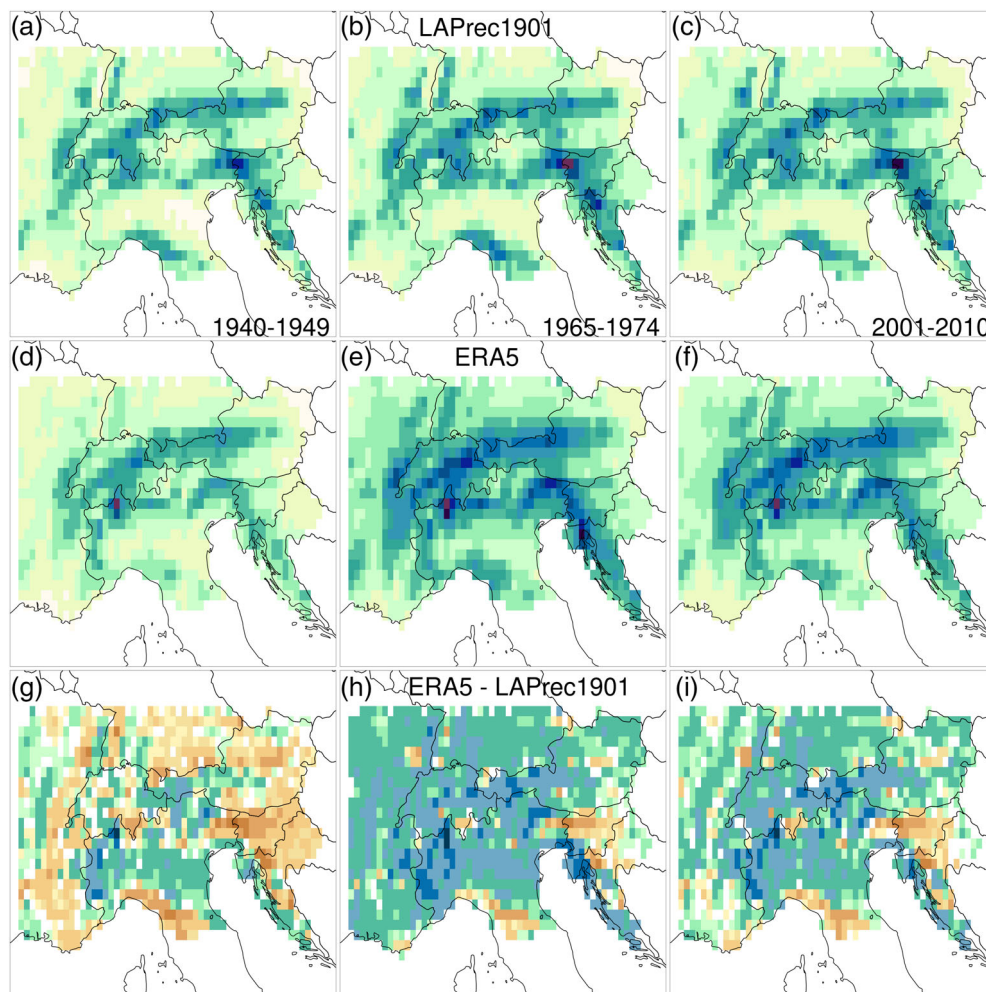 (a)
(b) LAPrec1901
(c)
1940-1949
1965-1974
2001-2010
(d)
(e) ERA5
(f)
(g)
(h) ERA5 - LAPrec1901
(i)